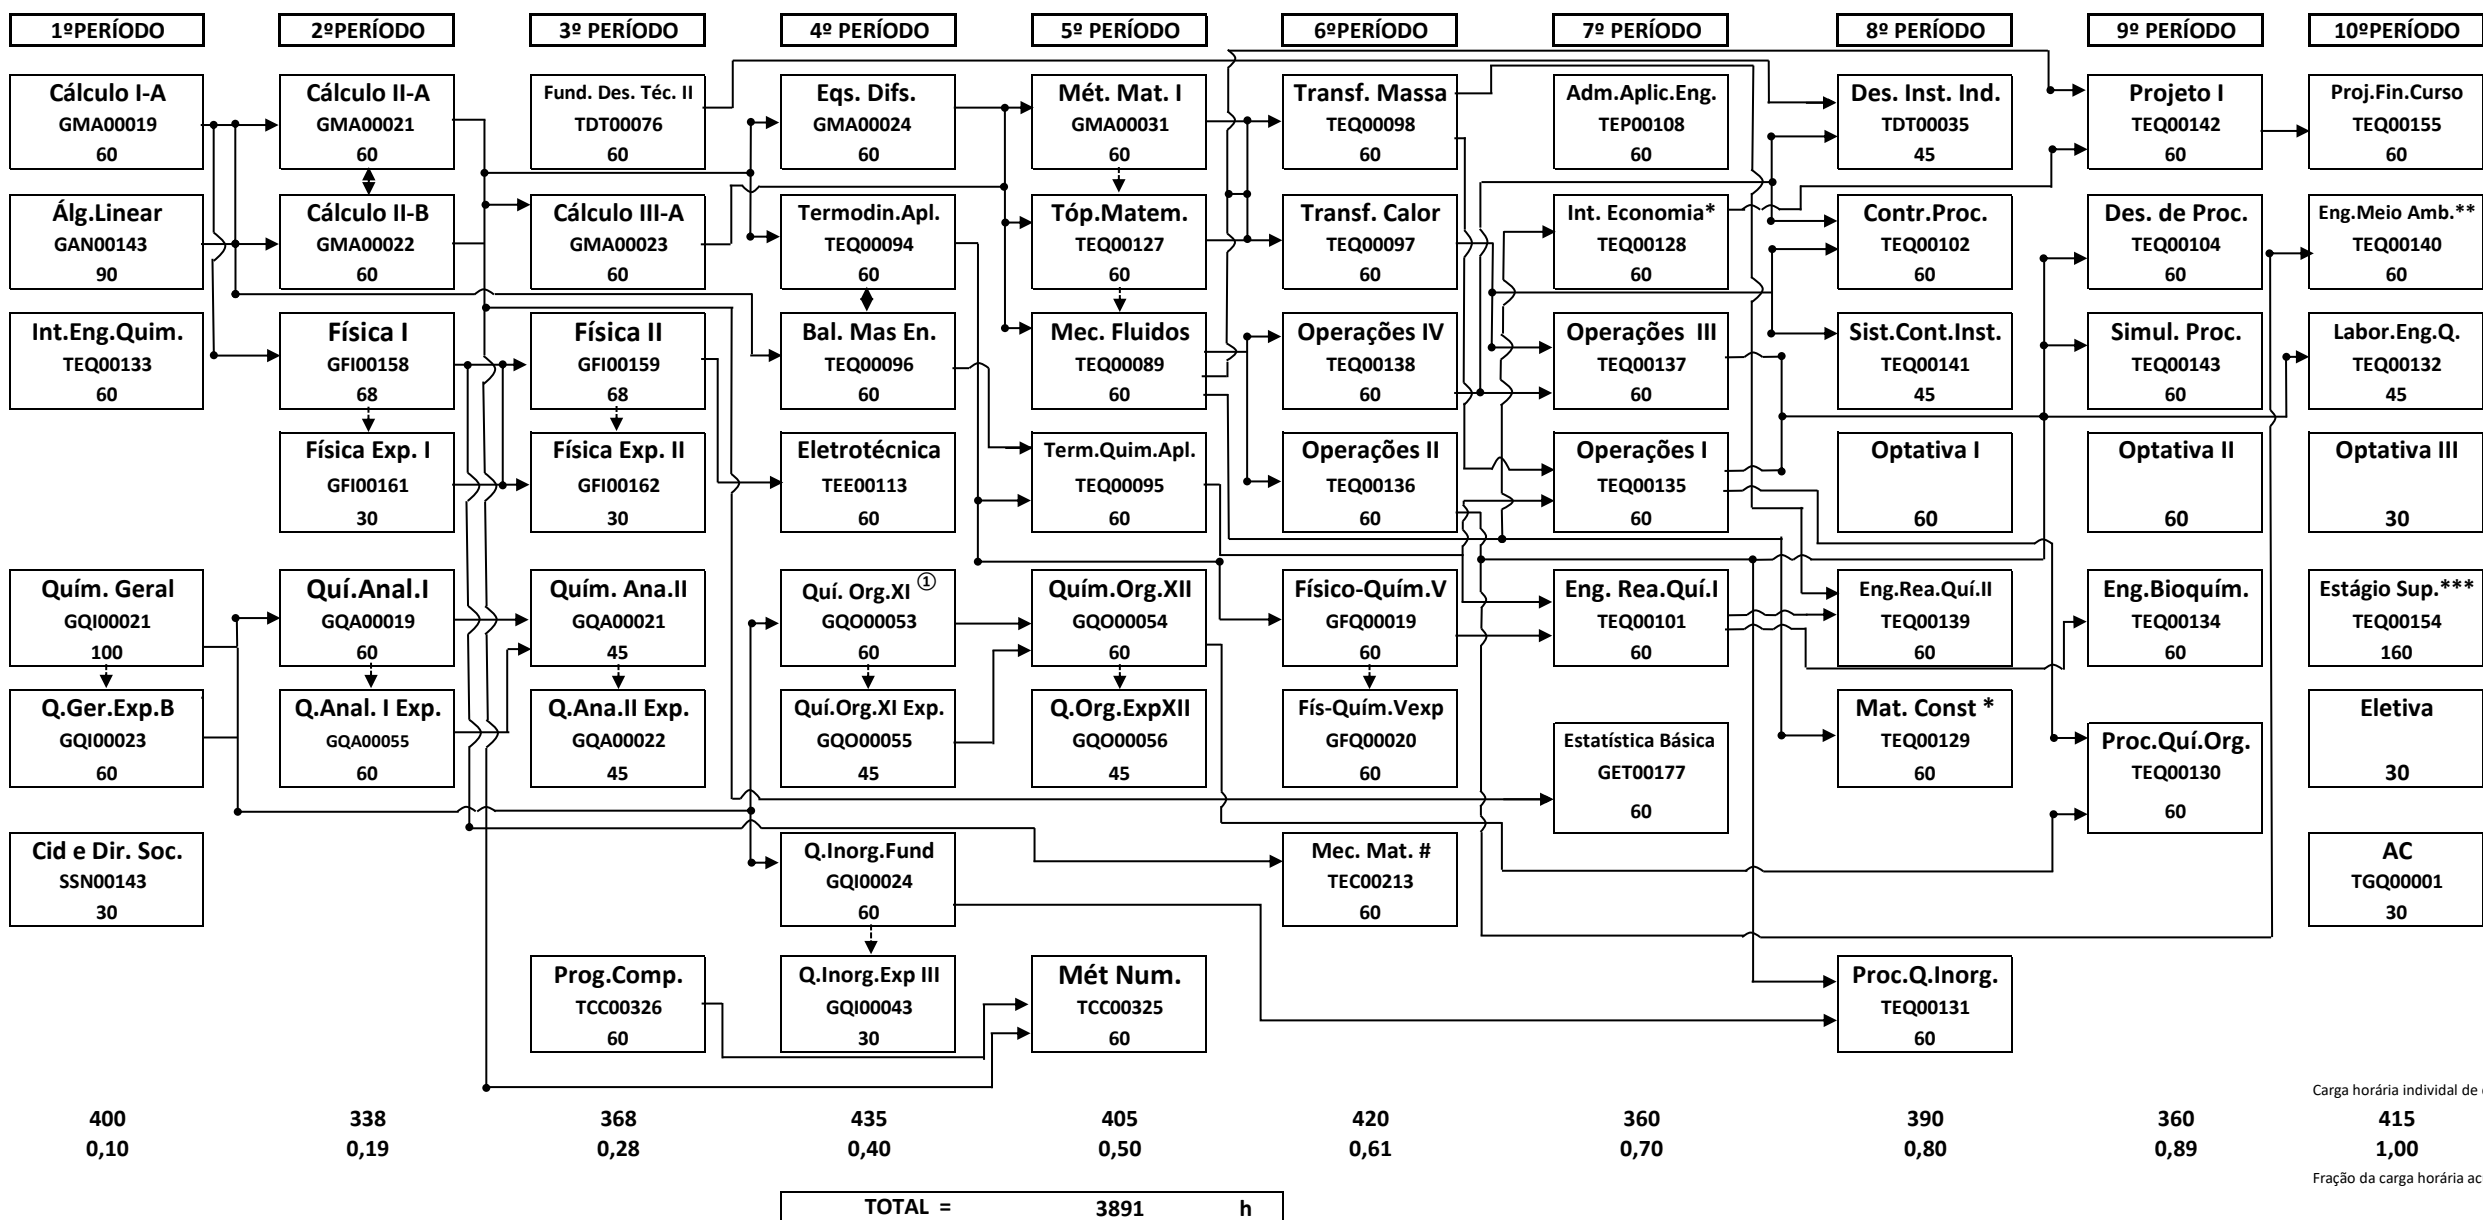 1ºPERÍODO
2ºPERÍODO
3º PERÍODO
4º PERÍODO
5º PERÍODO
6ºPERÍODO
7º PERÍODO
8º PERÍODO
9º PERÍODO
10ºPERÍODO
Cálculo I-A
GMA00019
60
Cálculo II-A
GMA00021
60
Fund. Des. Téc. II
TDT00076
60
Eqs. Difs.
GMA00024
60
Mét. Mat. I
GMA00031
60
Transf. Massa
TEQ00098
60
Adm.Aplic.Eng.
TEP00108
60
Des. Inst. Ind.
TDT00035
45
Projeto I
TEQ00142
60
Proj.Fin.Curso
TEQ00155
60
Álg.Linear
GAN00143
90
Cálculo II-B
GMA00022
60
Cálculo III-A
GMA00023
60
Termodin.Apl.
TEQ00094
60
Tóp.Matem.
TEQ00127
60
Transf. Calor
TEQ00097
60
Int. Economia*
TEQ00128
60
Contr.Proc.
TEQ00102
60
Des. de Proc.
TEQ00104
60
Eng.Meio Amb.**
TEQ00140
60
Int.Eng.Quim.
TEQ00133
60
Física I
GFI00158
68
Física II
GFI00159
68
Bal. Mas En.
TEQ00096
60
Mec. Fluidos
TEQ00089
60
Operações IV
TEQ00138
60
Operações III
TEQ00137
60
Sist.Cont.Inst.
TEQ00141
45
Simul. Proc.
TEQ00143
60
Labor.Eng.Q.
TEQ00132
45
Física Exp. I
GFI00161
30
Física Exp. II
GFI00162
30
Eletrotécnica
TEE00113
60
Term.Quim.Apl.
TEQ00095
60
Operações II
TEQ00136
60
Operações I
TEQ00135
60
Optativa I
60
Optativa II
60
Optativa III
30
Quím. Geral
GQI00021
100
Quí.Anal.I
GQA00019
60
Quím. Ana.II
GQA00021
45
Quí. Org.XI ①
GQO00053
60
Quím.Org.XII
GQO00054
60
Físico-Quím.V
GFQ00019
60
Eng. Rea.Quí.I
TEQ00101
60
Eng.Rea.Quí.II
TEQ00139
60
Eng.Bioquím.
TEQ00134
60
Estágio Sup.***
TEQ00154
160
Q.Ger.Exp.B
GQI00023
60
Q.Anal. I Exp.
GQA00055
60
Q.Ana.II Exp.
GQA00022
45
Quí.Org.XI Exp.
GQO00055
45
Q.Org.ExpXII
GQO00056
45
Fís-Quím.Vexp
GFQ00020
60
Estatística Básica
GET00177
60
Mat. Const *
TEQ00129
60
Proc.Quí.Org.
TEQ00130
60
Eletiva
30
Cid e Dir. Soc.
SSN00143
30
Q.Inorg.Fund
GQI00024
60
Mec. Mat. #
TEC00213
60
AC
TGQ00001
30
Prog.Comp.
TCC00326
60
Q.Inorg.Exp III
GQI00043
30
Mét Num.
TCC00325
60
Proc.Q.Inorg.
TEQ00131
60
Carga horária individal de
400
338
368
435
405
420
360
390
360
415
0,10
0,19
0,28
0,40
0,50
0,61
0,70
0,80
0,89
1,00
Fração da carga horária
TOTAL = 3891 h